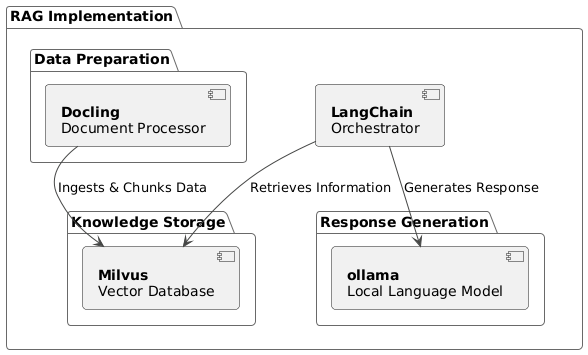 RAG Implementation
Data Preparation
Docling
Document Processor
LangChain
Orchestrator
Ingests & Chunks Data
Retrieves Information
Generates Response
Knowledge Storage
Milvus
Vector Database
Response Generation
ollama
Local Language Model